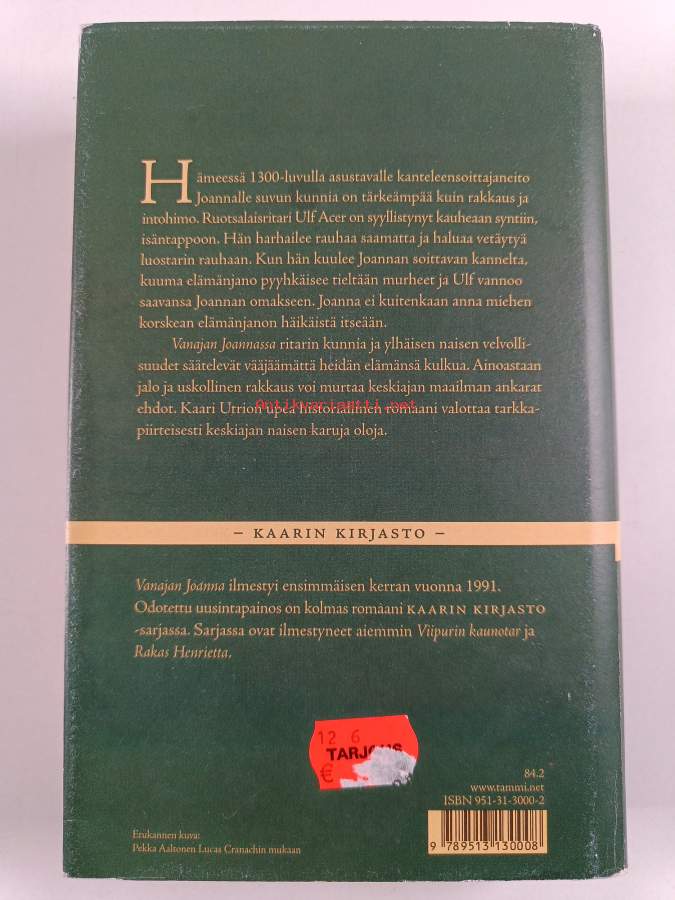 Hämeessä 1300-luvulla asustavalle kanteleensoittajaneito
Joannalle suvun kunnia on tärkeämpää kuin rakkaus ja
intohimo. Ruotsalaisritari Ulf Acer on syyllistynyt kauheaan syntiin,
isäntappoon. Hän harhailee rauhaa saamatta ja haluaa vetäytyä
luostarin rauhaan. Kun hän kuulee Joannan soittavan kannelta,
kuuma elämänjano pyyhkäisee tieltään murheet ja Ulf vannoo
saavansa Joannan omakseen. Joanna ei kuitenkaan anna miehen
korskean elämänjanon häikäistä itseään.
Vanajan Joannassa ritarin kunnia ja ylhäisen naisen velvolli-
suudet säätelevät vääjäämättä heidän elämänsä kulkua. Ainoastaan
jalo ja uskollinen rakkaus voi murtaa keskiajan maailman ankarat
ehdot. Kaari Utrion upea historiallinen romaani valottaa tarkka-
piirteisesti keskiajan naisen karuja oloja.
Antikvariaatti.net
– KAARIN KIRJASTO –
Vanajan Joanna ilmestyi ensimmäisen kerran vuonna 1991.
Odotettu uusintapainos on kolmas romaani KAARIN KIRJASTO
-sarjassa. Sarjassa ovat ilmestyneet aiemmin Viipurin kaunotar ja
Rakas Henrietta.
12 6
TARJOUS
€
84.2
www.tammi.net
ISBN 951-31-3000-2
9 789513 130008
Etukannen kuva:
Pekka Aaltonen Lucas Cranachin mukaan